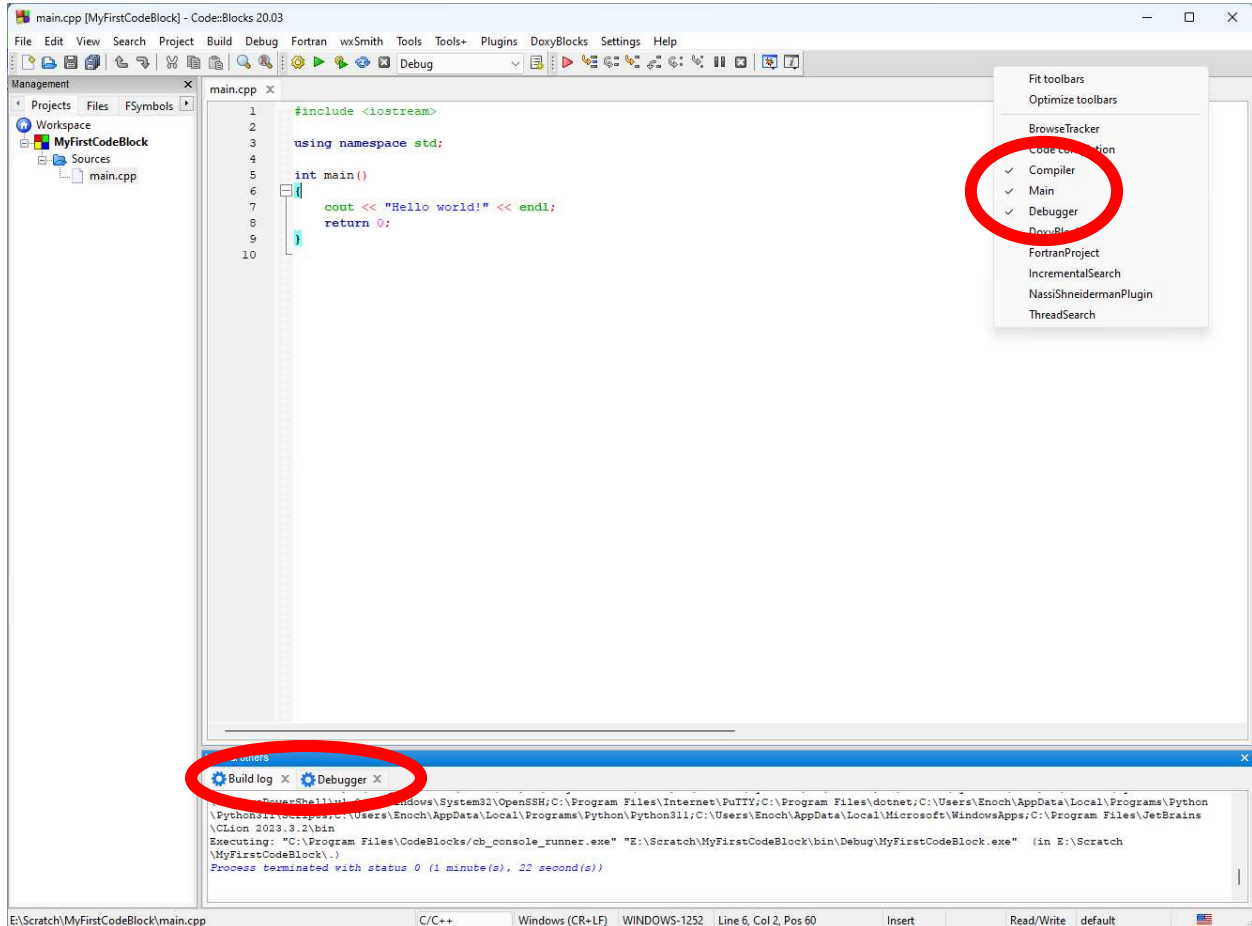 main.cpp [MyFirstCodeBlock] - Code::Blocks 20.03
File Edit View Search Project Build Debug Fortran wxSmith Tools Tools+ Plugins DoxyBlocks Settings Help
Debug
Management
Projects Files FSymbols
Workspace
MyFirstCodeBlock
Sources
main.cpp
main.cpp
1 #include <iostream>
2
3 using namespace std;
4
5 int main()
6 {
7 cout << "Hello world!" << endl;
8 return 0;
9 }
10
Fit toolbars
Optimize toolbars
BrowseTracker
Code completion
Compiler
Main
Debugger
FortranProject
IncrementalSearch
NassiShneidermanPlugin
ThreadSearch
others
Build log Debugger
\System32\OpenSSH;C:\Program Files\Internet\PuTTY;C:\Program Files\dotnet;C:\Users\Enoch\AppData\Local\Programs\Python
\Python311\Scripts;C:\Users\Enoch\AppData\Local\Programs\Python\Python311;C:\Users\Enoch\AppData\Local\Microsoft\WindowsApps;C:\Program Files\JetBrains
\CLion 2023.3.2\bin
Executing: "C:\Program Files\CodeBlocks/cb_console_runner.exe" "E:\Scratch\MyFirstCodeBlock\bin\Debug\MyFirstCodeBlock.exe" (in E:\Scratch
\MyFirstCodeBlock\.)
Process terminated with status 0 (1 minute(s), 22 second(s))
E:\Scratch\MyFirstCodeBlock\main.cpp C/C++ Windows (CR+LF) WINDOWS-1252 Line 6, Col 2, Pos 60 Insert Read/Write default